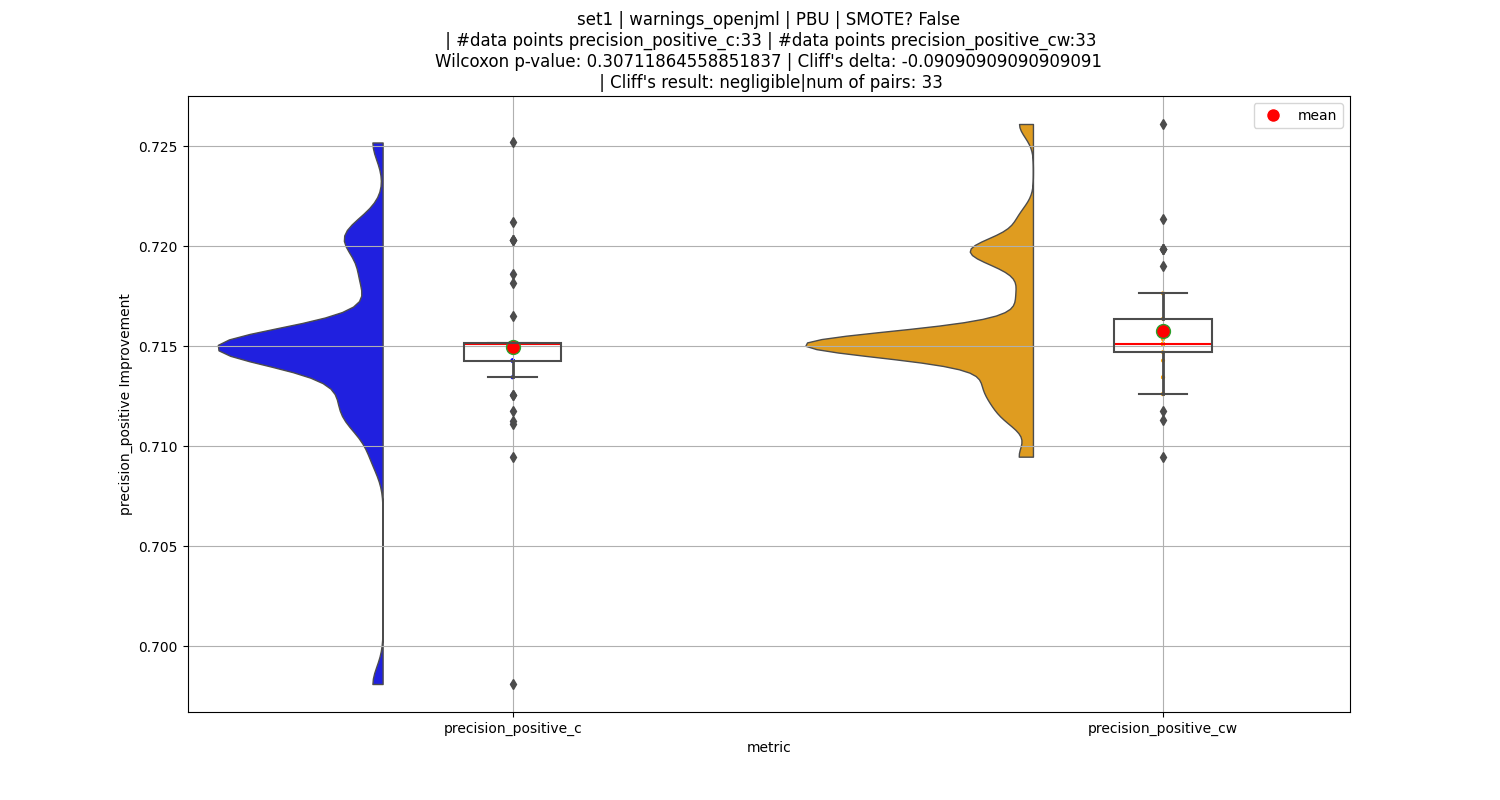 set1 | warnings_openjml | PBU | SMOTE? False
| #data points precision_positive_c:33 | #data points precision_positive_cw:33
Wilcoxon p-value: 0.30711864558851837 | Cliff's delta: -0.09090909090909091
| Cliff's result: negligible|num of pairs: 33
mean
0.725
0.720
0.715
0.710
0.705
0.700
precision_positive Improvement
precision_positive_c
precision_positive_cw
metric